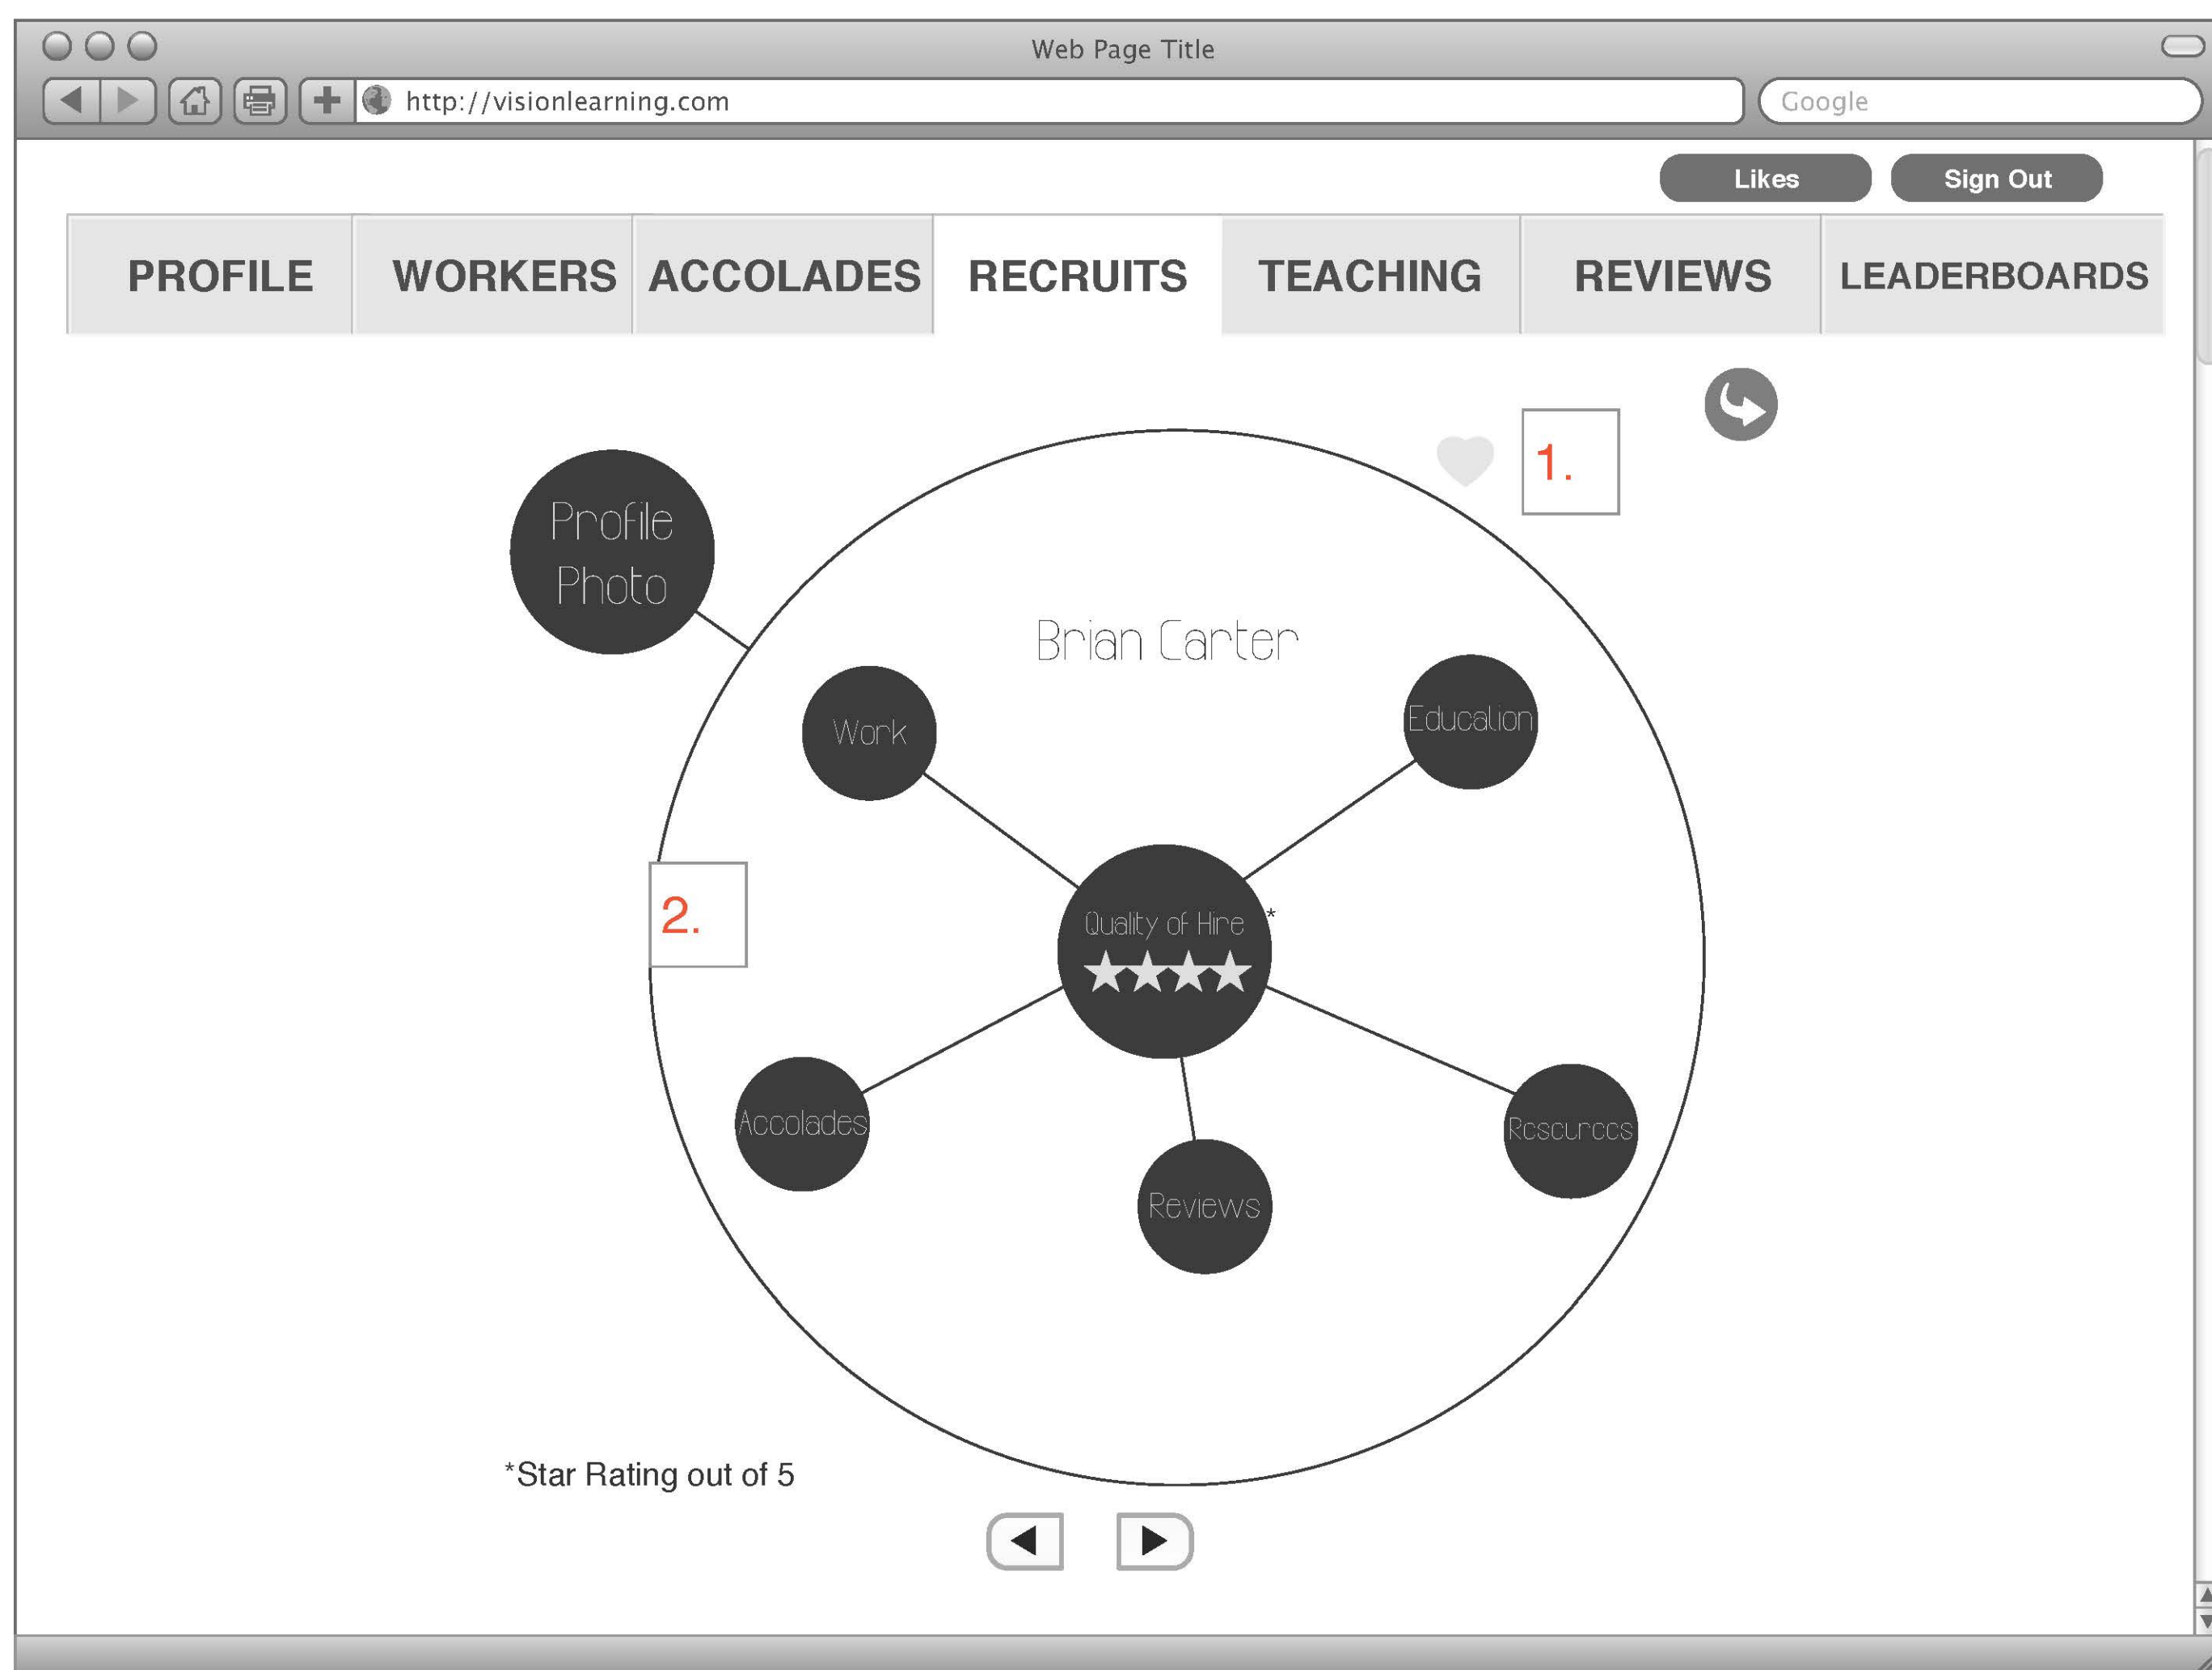 Web Page Title
http://visionlearning.com
Google
Likes
Sign Out
PROFILE
WORKERS
ACCOLADES
RECRUITS
TEACHING
REVIEWS
LEADERBOARDS
1.
Profile
Photo
Brian Carter
Work
Education
2.
Quality of Hire *
Accolades
Resources
Reviews
*Star Rating out of 5